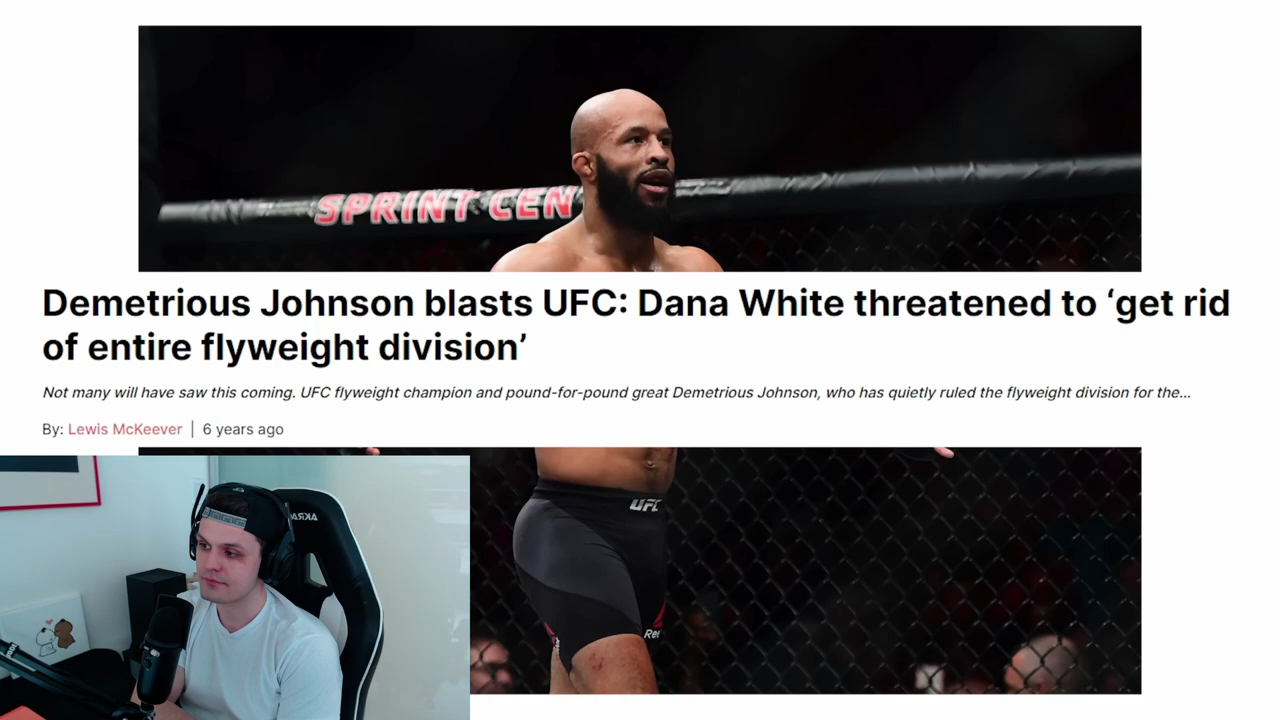 SPRINT CEN
Demetrious Johnson blasts UFC: Dana White threatened to ‘get rid
of entire flyweight division’
Not many will have saw this coming. UFC flyweight champion and pound-for-pound great Demetrious Johnson, who has quietly ruled the flyweight division for the...
By: Lewis McKeever | 6 years ago
UFC
Ree
AKRA